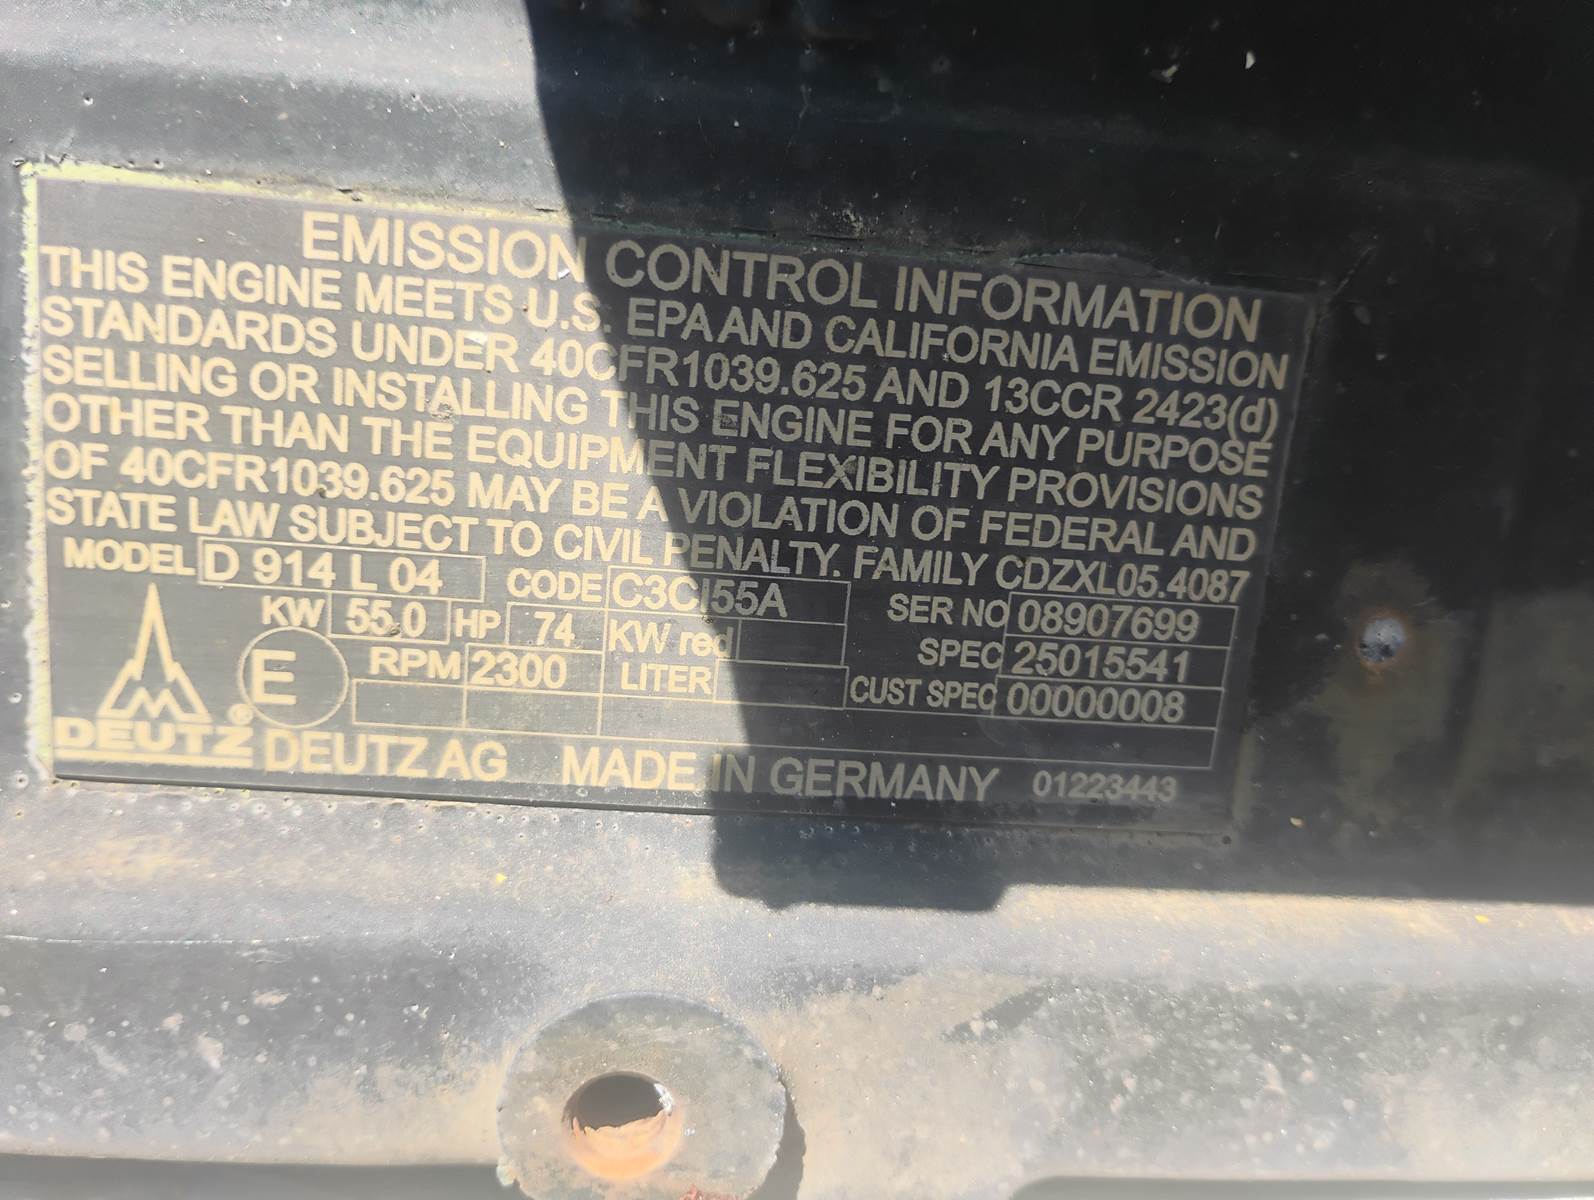 EMISSION CONTROL INFORMATION
THIS ENGINE MEETS U.S. EPA AND CALIFORNIA EMISSION
STANDARDS UNDER 40CFR1039.625 AND 13CCR 2423(d)
SELLING OR INSTALLING THIS ENGINE FOR ANY PURPOSE
OTHER THAN THE EQUIPMENT FLEXIBILITY PROVISIONS
OF 40CFR1039.625 MAY BE A VIOLATION OF FEDERAL AND
STATE LAW SUBJECT TO CIVIL PENALTY. FAMILY CDZXL05.4087
MODEL D 914 L 04 CODE C3CI55A SER NO 08907699
KW 55.0 HP 74 KW red SPEC 25015541
E RPM 2300 LITER CUST SPEC 00000008
DEUTZ® DEUTZ AG MADE IN GERMANY 01223443